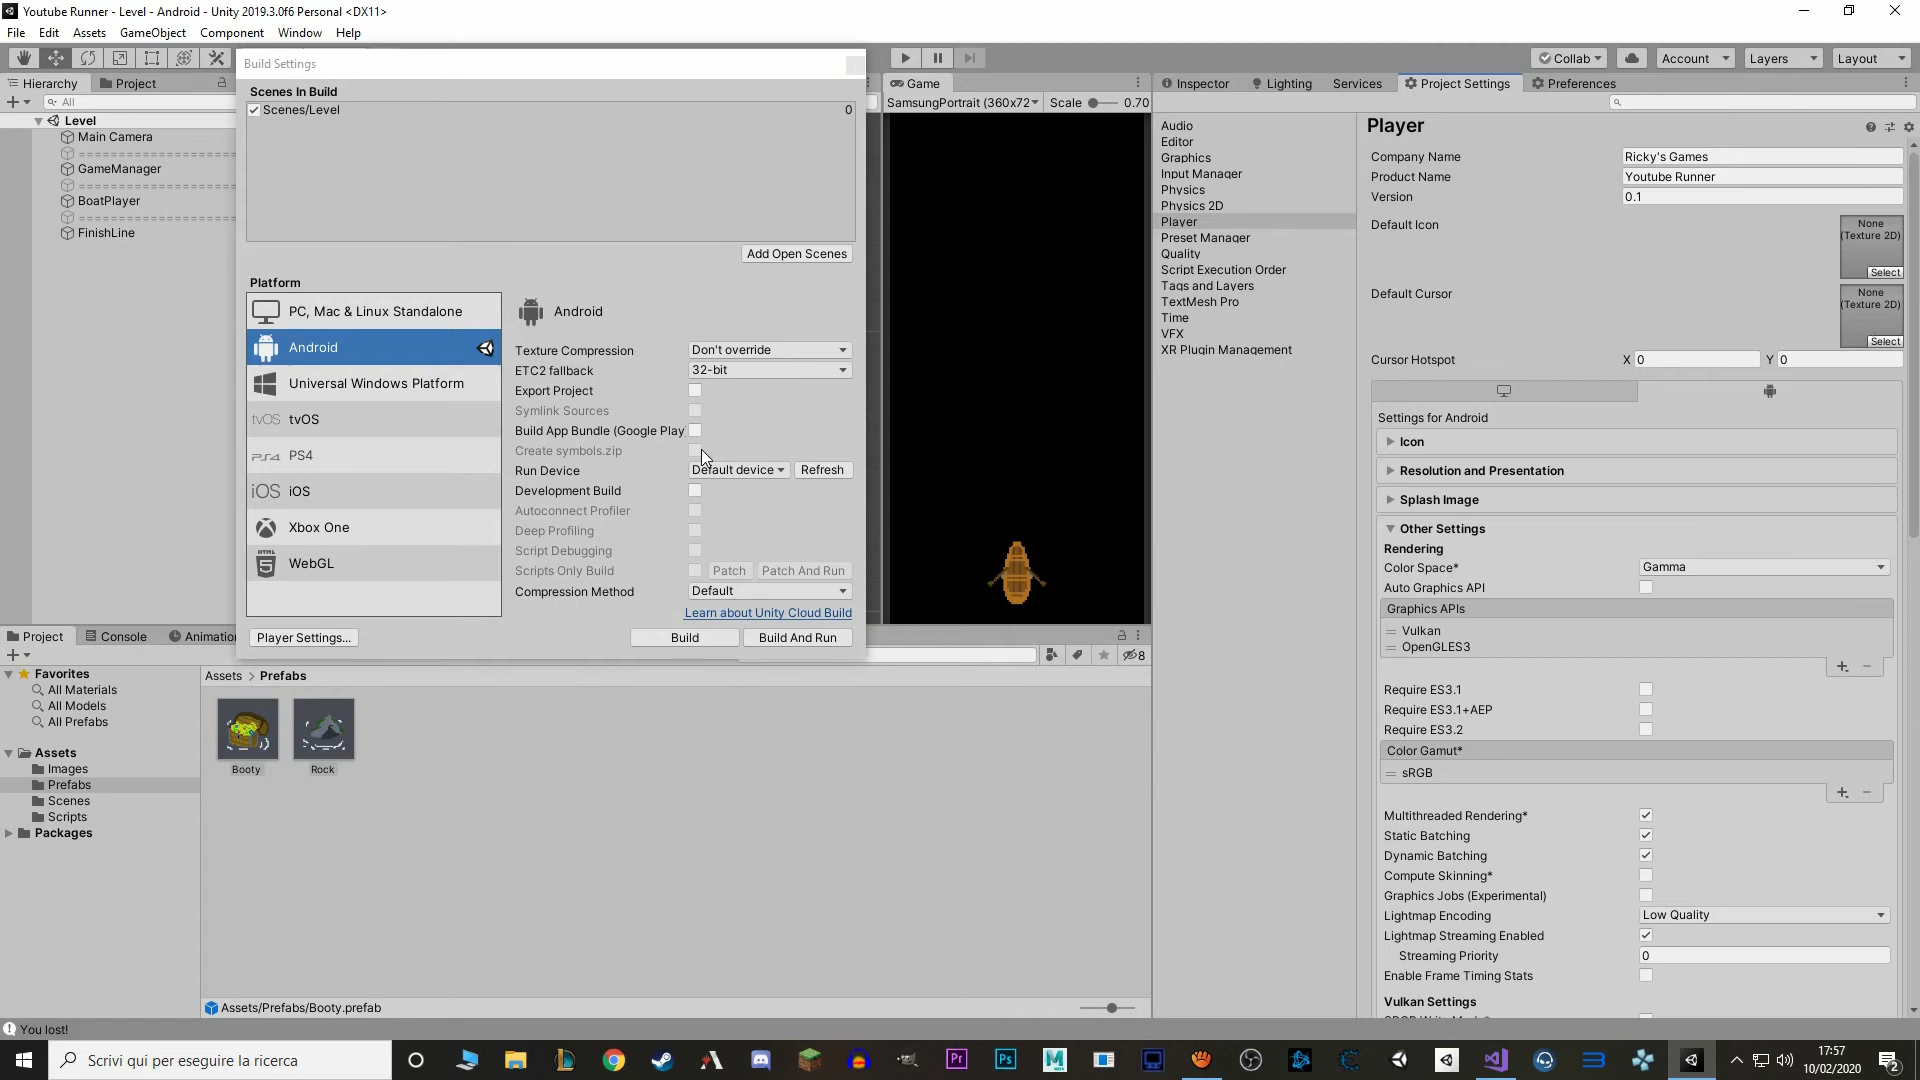 Youtube Runner - Level - Android - Unity 2019.3.0f6 Personal <DX11>
File Edit Assets GameObject Component Window Help
Collab Account Layers Layout
Hierarchy Project
All
Level
Main Camera
GameManager
BoatPlayer
FinishLine
Build Settings
Scenes In Build
Scenes/Level 0
Add Open Scenes
Platform
PC, Mac & Linux Standalone
Android
Universal Windows Platform
tvOS tvOS
PS4
iOS iOS
Xbox One
HTML
WebGL
Android
Texture Compression Don't override
ETC2 fallback 32-bit
Export Project
Symlink Sources
Build App Bundle (Google Play
Create symbols.zip
Run Device Default device Refresh
Development Build
Autoconnect Profiler
Deep Profiling
Script Debugging
Scripts Only Build Patch Patch And Run
Compression Method Default
Learn about Unity Cloud Build
Player Settings... Build Build And Run
Game
SamsungPortrait (360x72 Scale 0.70
Inspector Lighting Services Project Settings Preferences
Audio
Editor
Graphics
Input Manager
Physics
Physics 2D
Player
Preset Manager
Quality
Script Execution Order
Tags and Layers
TextMesh Pro
Time
VFX
XR Plugin Management
Player
Company Name Ricky's Games
Product Name Youtube Runner
Version 0.1
Default Icon
None
(Texture 2D)
Select
Default Cursor
None
(Texture 2D)
Select
Cursor Hotspot X 0 Y 0
Settings for Android
Icon
Resolution and Presentation
Splash Image
Other Settings
Rendering
Color Space* Gamma
Auto Graphics API
Graphics APIs
Vulkan
OpenGLES3
Require ES3.1
Require ES3.1+AEP
Require ES3.2
Color Gamut*
sRGB
Multithreaded Rendering*
Static Batching
Dynamic Batching
Compute Skinning*
Graphics Jobs (Experimental)
Lightmap Encoding Low Quality
Lightmap Streaming Enabled
Streaming Priority 0
Enable Frame Timing Stats
Vulkan Settings
Project Console Animation
8
Favorites
All Materials
All Models
All Prefabs
Assets
Images
Prefabs
Scenes
Scripts
Packages
Assets > Prefabs
Booty Rock
Assets/Prefabs/Booty.prefab
You lost!
Scrivi qui per eseguire la ricerca
Pr Ps M
17:57
10/02/2020
2